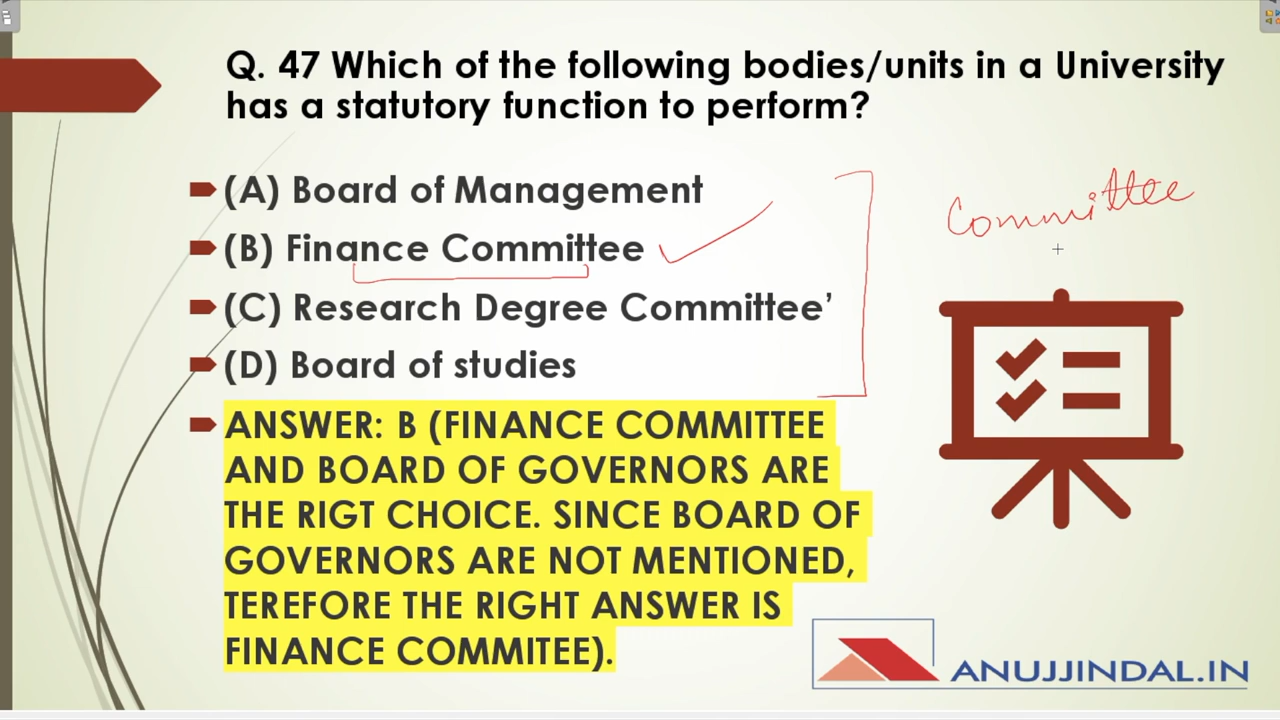 Q. 47 Which of the following bodies/units in a University
has a statutory function to perform?
(A) Board of Management
(B) Finance Committee
(C) Research Degree Committee’
(D) Board of studies
Committee
ANSWER: B (FINANCE COMMITTEE
AND BOARD OF GOVERNORS ARE
THE RIGT CHOICE. SINCE BOARD OF
GOVERNORS ARE NOT MENTIONED,
TEREFORE THE RIGHT ANSWER IS
FINANCE COMMITEE).
ANUJJINDAL.IN